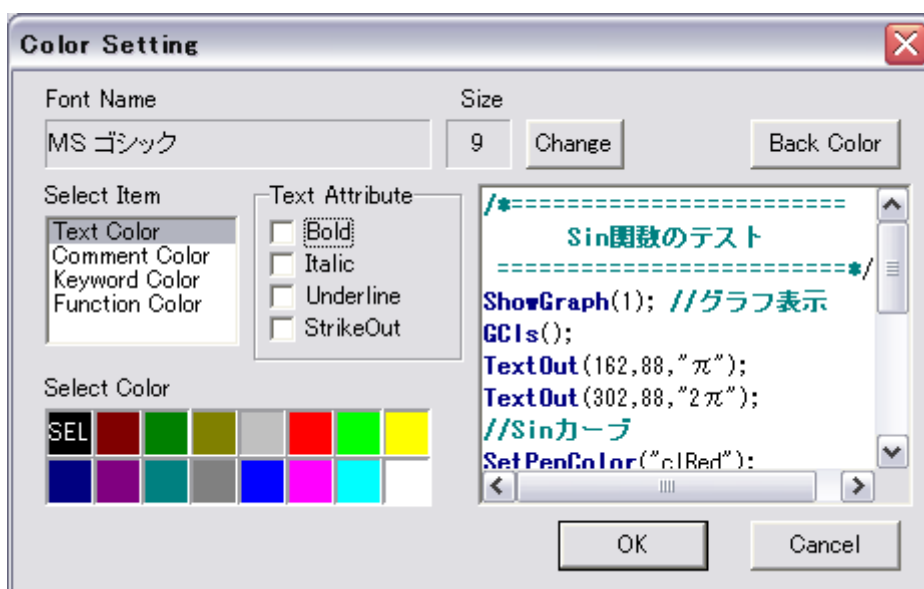 Color Setting
Font Name
Size
MS ゴシック
9
Change
Back Color
Select Item
Text Color
Comment Color
Keyword Color
Function Color
Text Attribute
Bold
Italic
Underline
StrikeOut
/*========================
Sin関数のテスト
=========================*/
ShowGraph(1); //グラフ表示
GCls();
TextOut(162,88,"π");
TextOut(302,88,"2π");
//Sinカーブ
SetPenColor("clRed");
Select Color
SEL
OK
Cancel